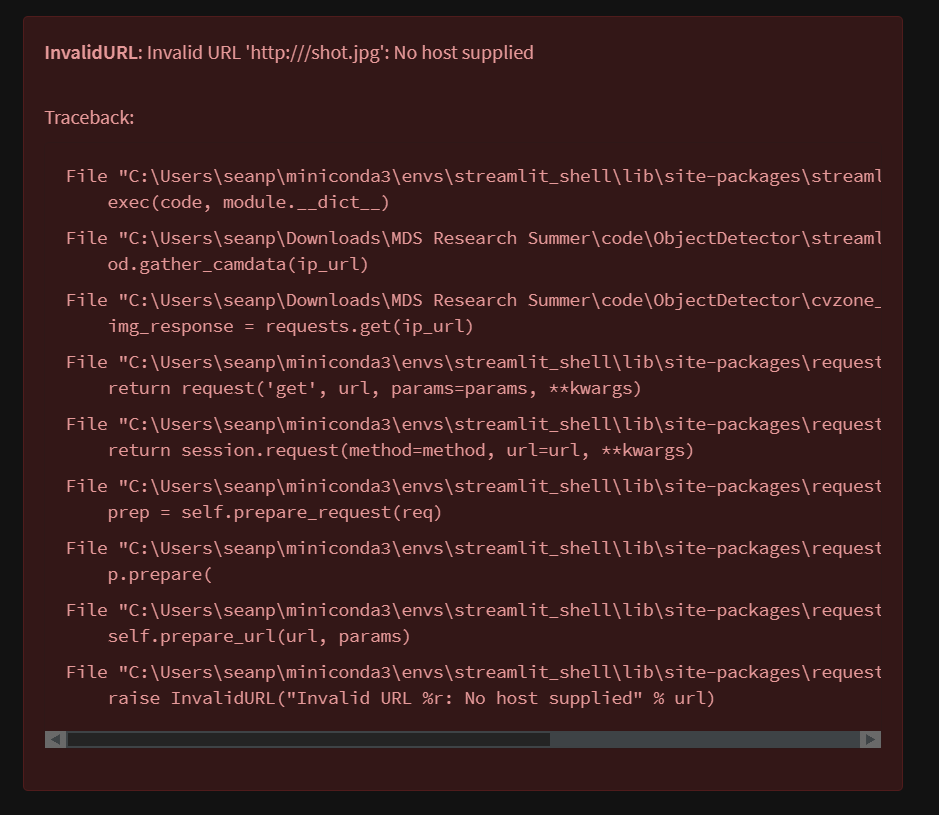 InvalidURL: Invalid URL 'http:///shot.jpg': No host supplied
Traceback:
File "C:\Users\seanp\miniconda3\envs\streamlit_shell\lib\site-packages\streaml
exec(code, module.__dict__)
File "C:\Users\seanp\Downloads\MDS Research Summer\code\ObjectDetector\streaml
od.gather_camdata(ip_url)
File "C:\Users\seanp\Downloads\MDS Research Summer\code\ObjectDetector\cvzone_
img_response = requests.get(ip_url)
File "C:\Users\seanp\miniconda3\envs\streamlit_shell\lib\site-packages\request
return request('get', url, params=params, **kwargs)
File "C:\Users\seanp\miniconda3\envs\streamlit_shell\lib\site-packages\request
return session.request(method=method, url=url, **kwargs)
File "C:\Users\seanp\miniconda3\envs\streamlit_shell\lib\site-packages\request
prep = self.prepare_request(req)
File "C:\Users\seanp\miniconda3\envs\streamlit_shell\lib\site-packages\request
p.prepare(
File "C:\Users\seanp\miniconda3\envs\streamlit_shell\lib\site-packages\request
self.prepare_url(url, params)
File "C:\Users\seanp\miniconda3\envs\streamlit_shell\lib\site-packages\request
raise InvalidURL("Invalid URL %r: No host supplied" % url)